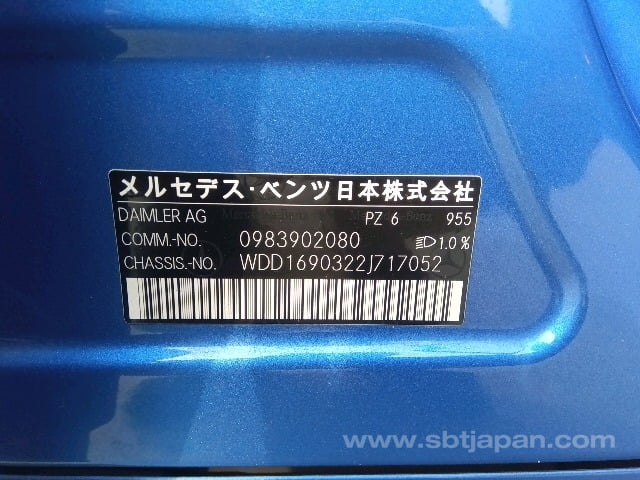 メルセデス・ベンツ日本株式会社
DAIMLER AG PZ 6 955
COMM.-NO. 0983902080 1.0%
CHASSIS.-NO. WDD1690322J717052
www.sbtjapan.com